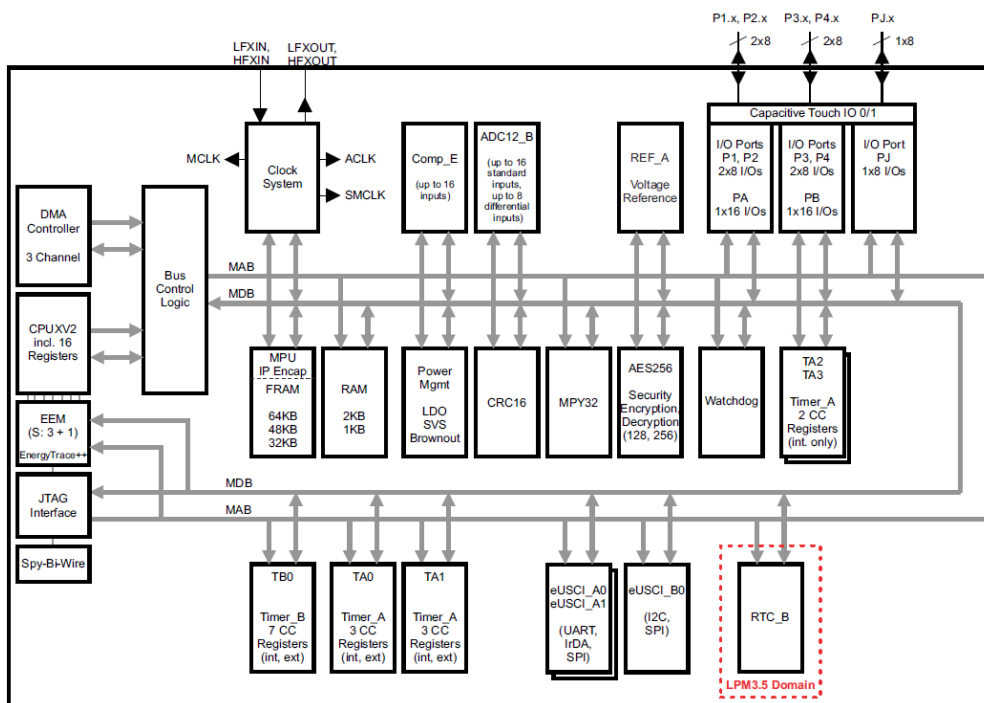 P1.x, P2.x
P3.x, P4.x
PJ.x
2x8
2x8
1x8
LFXIN,
HFXIN
LFXOUT,
HFXOUT
Capacitive Touch IO 0/1
MCLK
Clock
System
ACLK
SMCLK
Comp_E
(up to 16
inputs)
ADC12_B
(up to 16
standard
inputs,
up to 8
differential
inputs)
REF_A
Voltage
Reference
I/O Ports
P1, P2
2x8 I/Os
PA
1x16 I/Os
I/O Ports
P3, P4
2x8 I/Os
PB
1x16 I/Os
I/O Port
PJ
1x8 I/Os
DMA
Controller
3 Channel
Bus
Control
Logic
MAB
MDB
CPUXV2
incl. 16
Registers
MPU
IP Encap
FRAM
64KB
48KB
32KB
RAM
2KB
1KB
Power
Mgmt
LDO
SVS
Brownout
CRC16
MPY32
AES256
Security
Encryption,
Decryption
(128, 256)
Watchdog
TA2
TA3
Timer_A
2 CC
Registers
(int. only)
EEM
(S: 3 + 1)
EnergyTrace++
MDB
MAB
JTAG
Interface
Spy-Bi-Wire
TB0
Timer_B
7 CC
Registers
(int, ext)
TA0
Timer_A
3 CC
Registers
(int, ext)
TA1
Timer_A
3 CC
Registers
(int, ext)
eUSCI_A0
eUSCI_A1
(UART,
IrDA,
SPI)
eUSCI_B0
(I2C,
SPI)
RTC_B
LPM3.5 Domain